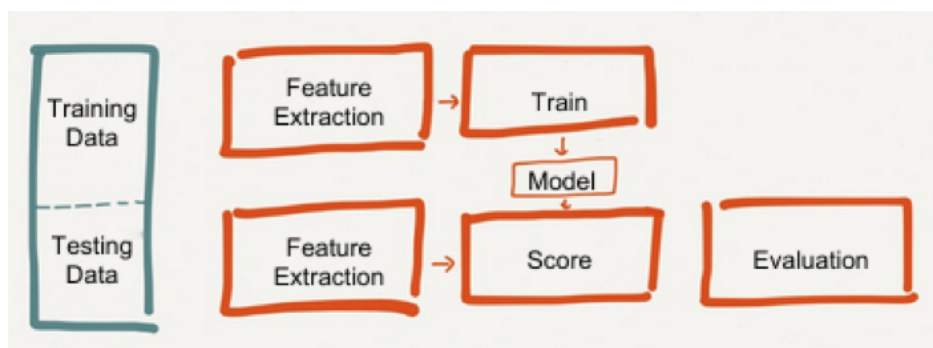 Training
Data
Feature
Extraction
Train
Model
Testing
Data
Feature
Extraction
Score
Evaluation